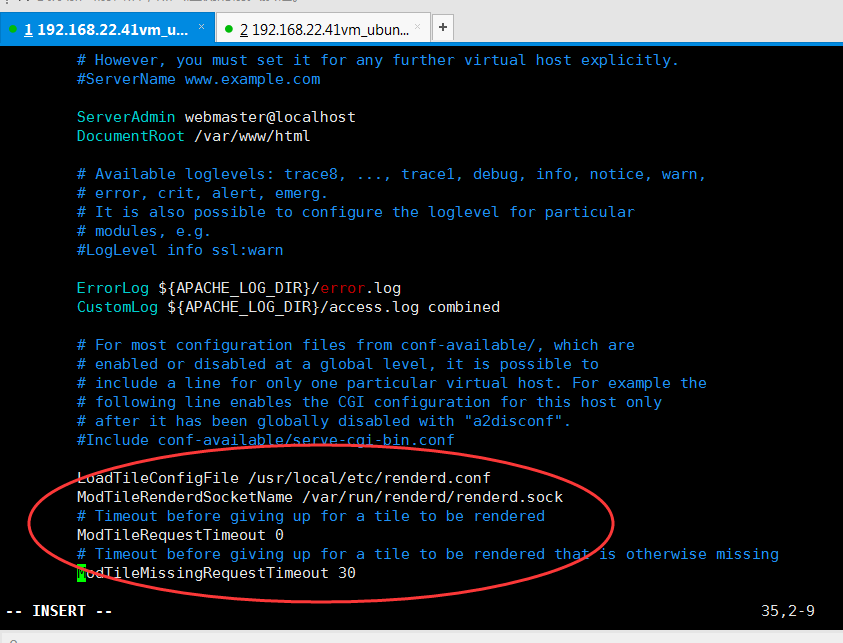 1 192.168.22.41vm_u...
2 192.168.22.41vm_ubun...
+
# However, you must set it for any further virtual host explicitly.
#ServerName www.example.com
ServerAdmin webmaster@localhost
DocumentRoot /var/www/html
# Available loglevels: trace8, ..., trace1, debug, info, notice, warn,
# error, crit, alert, emerg.
# It is also possible to configure the loglevel for particular
# modules, e.g.
#LogLevel info ssl:warn
ErrorLog ${APACHE_LOG_DIR}/error.log
CustomLog ${APACHE_LOG_DIR}/access.log combined
# For most configuration files from conf-available/, which are
# enabled or disabled at a global level, it is possible to
# include a line for only one particular virtual host. For example the
# following line enables the CGI configuration for this host only
# after it has been globally disabled with "a2disconf".
#Include conf-available/serve-cgi-bin.conf
LoadTileConfigFile /usr/local/etc/renderd.conf
ModTileRenderdSocketName /var/run/renderd/renderd.sock
# Timeout before giving up for a tile to be rendered
ModTileRequestTimeout 0
# Timeout before giving up for a tile to be rendered that is otherwise missing
ModTileMissingRequestTimeout 30
-- INSERT --
35,2-9